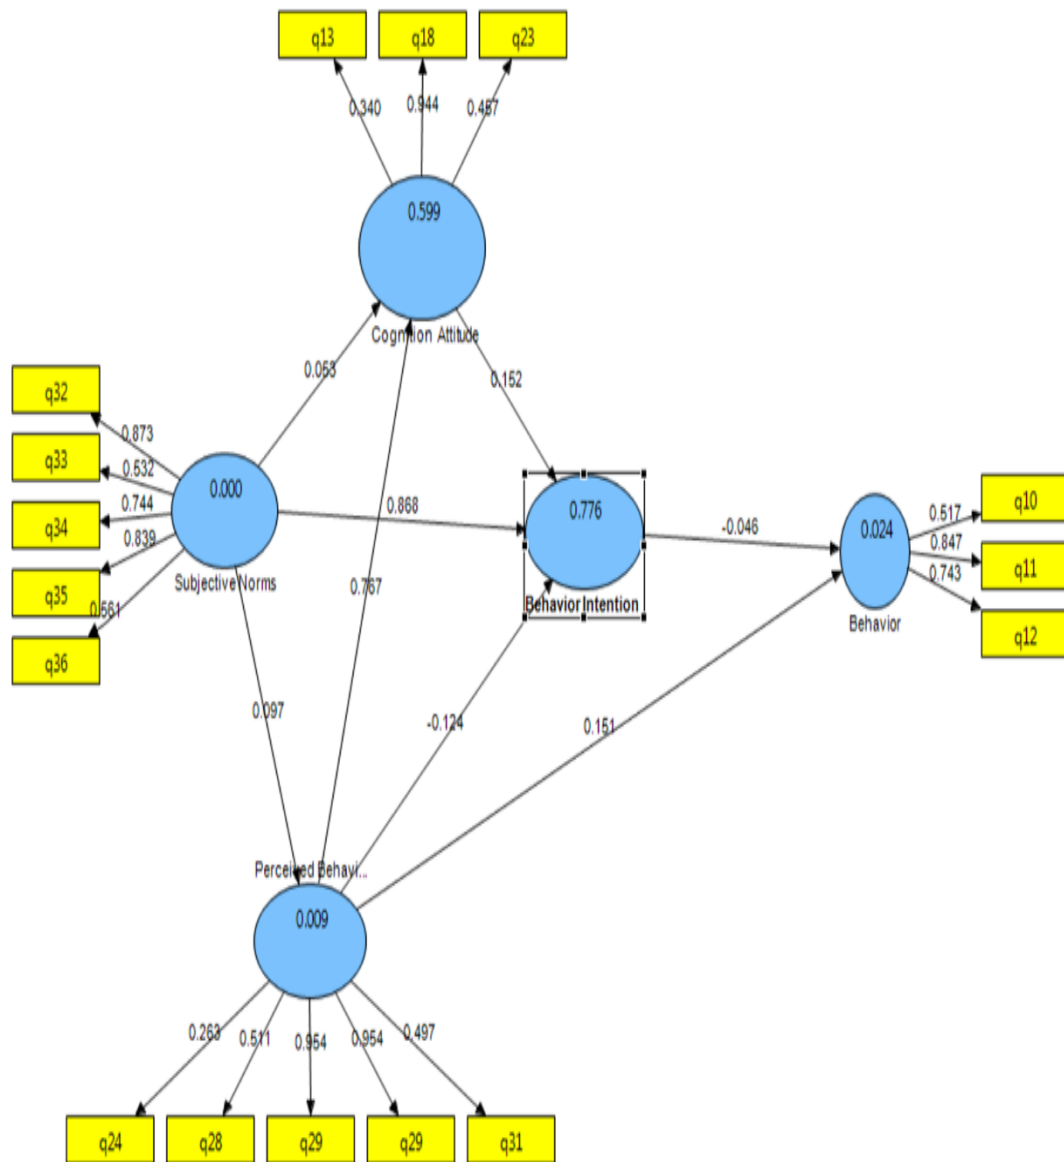 q13 q18 q23
0.340 0.944 0.457
0.599
Cognition Attitude
0.053 0.152
q32
0.873
q33
0.532
q34
0.744
q35
0.839
q36
0.561
0.000
Subjective Norms
0.868
0.767
0.776
Behavior Intention
-0.046
0.024
Behavior
q10
0.517
q11
0.847
q12
0.743
0.097
-0.124
0.151
Perceived Behavi...
0.009
0.263 0.511 0.954 0.954 0.497
q24 q28 q29 q29 q31